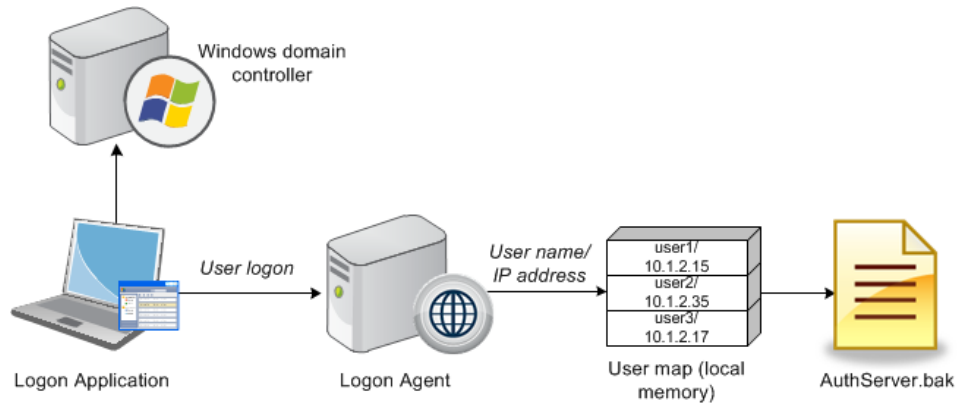 Windows domain
controller
User logon
User name/
IP address
user1/
10.1.2.15
user2/
10.1.2.35
user3/
10.1.2.17
Logon Application
Logon Agent
User map (local
memory)
AuthServer.bak